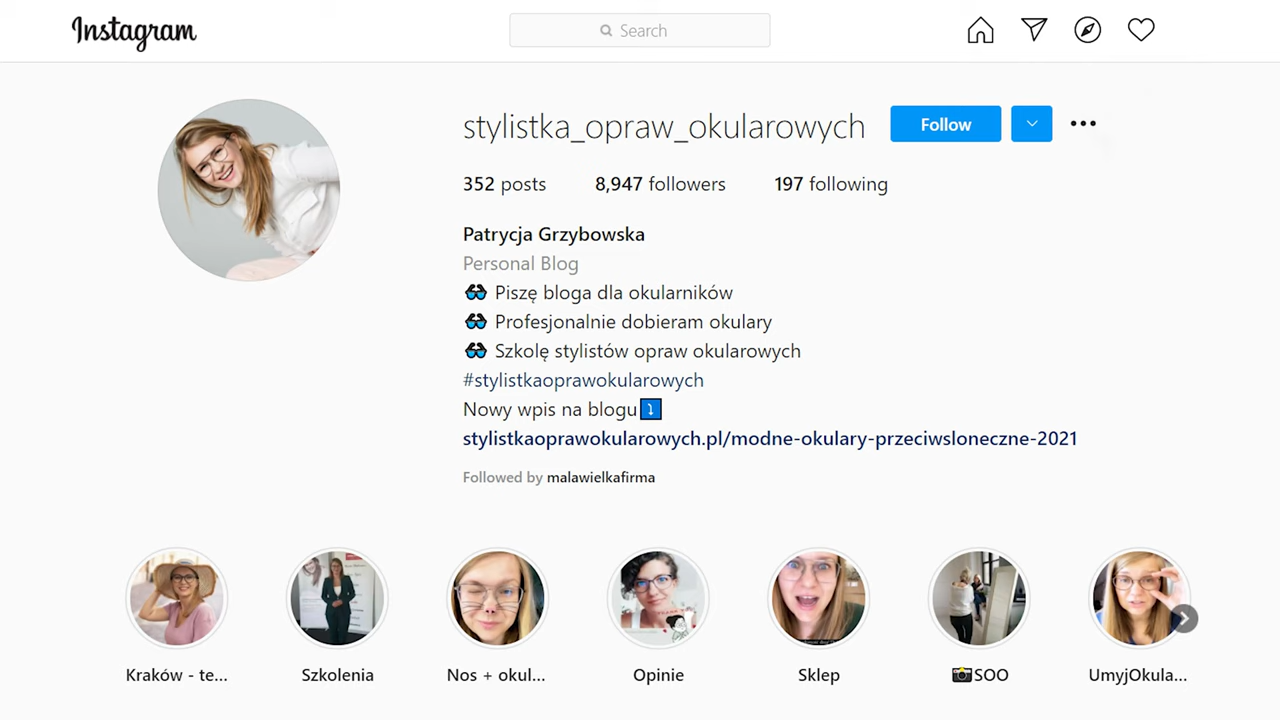 Instagram
Search
stylistka_opraw_okularowych
Follow
352 posts 8,947 followers 197 following
Patrycja Grzybowska
Personal Blog
Piszę bloga dla okularników
Profesjonalnie dobieram okulary
Szkolę stylistów opraw okularowych
#stylistkaoprawokularowych
Nowy wpis na blogu
stylistkaoprawokularowych.pl/modne-okulary-przeciwsloneczne-2021
Followed by malawielkafirma
Kraków - te... Szkolenia Nos + okul... Opinie Sklep 📸SOO UmyjOkula...